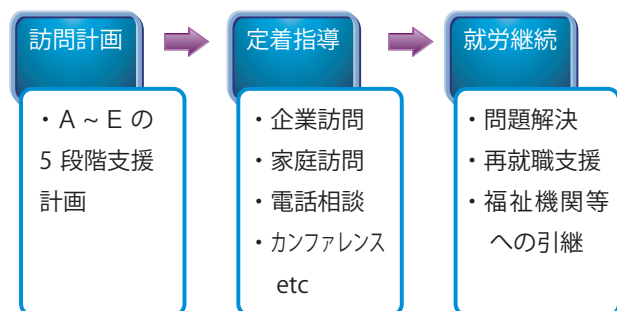 訪問計画
・A～Eの
5段階支援
計画
定着指導
・企業訪問
・家庭訪問
・電話相談
・カンファレンス
etc
就労継続
・問題解決
・再就職支援
・福祉機関等
への引継